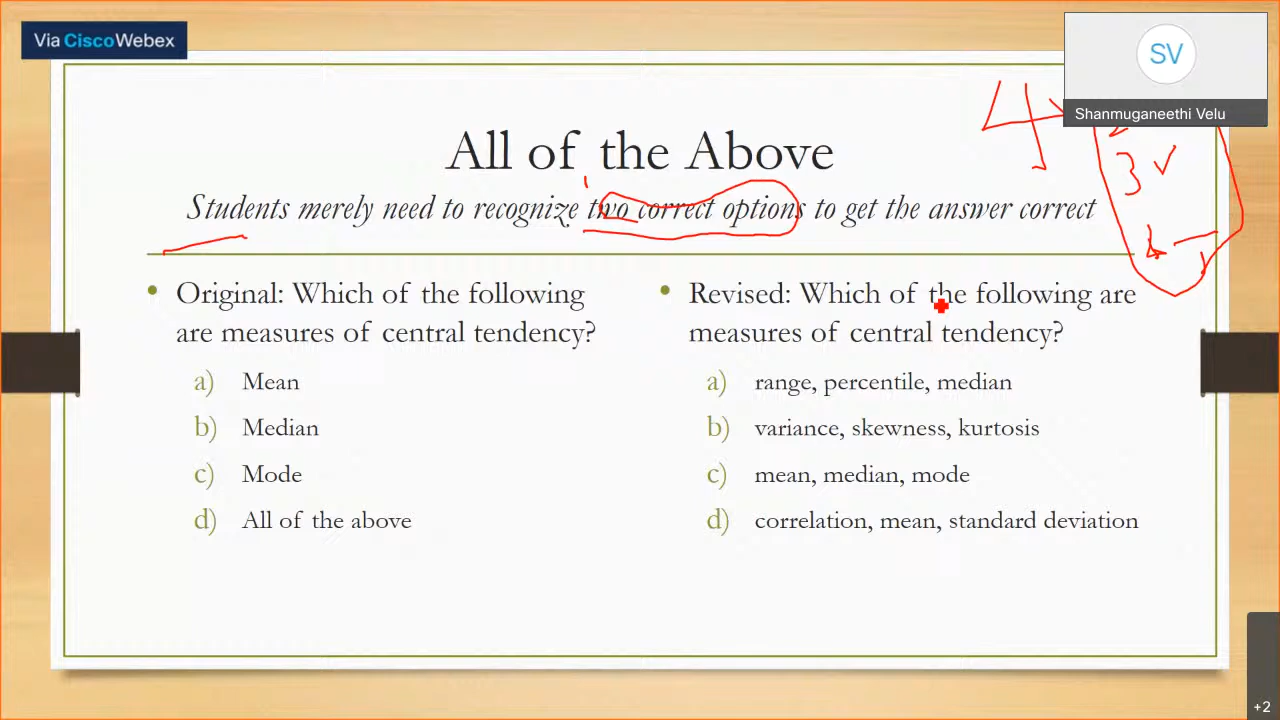 Via CiscoWebex
SV
Shanmuganeethi Velu
All of the Above
Students merely need to recognize two correct options to get the answer correct
4
3
• Original: Which of the following
are measures of central tendency?
a) Mean
b) Median
c) Mode
d) All of the above
• Revised: Which of the following are
measures of central tendency?
a) range, percentile, median
b) variance, skewness, kurtosis
c) mean, median, mode
d) correlation, mean, standard deviation
+2